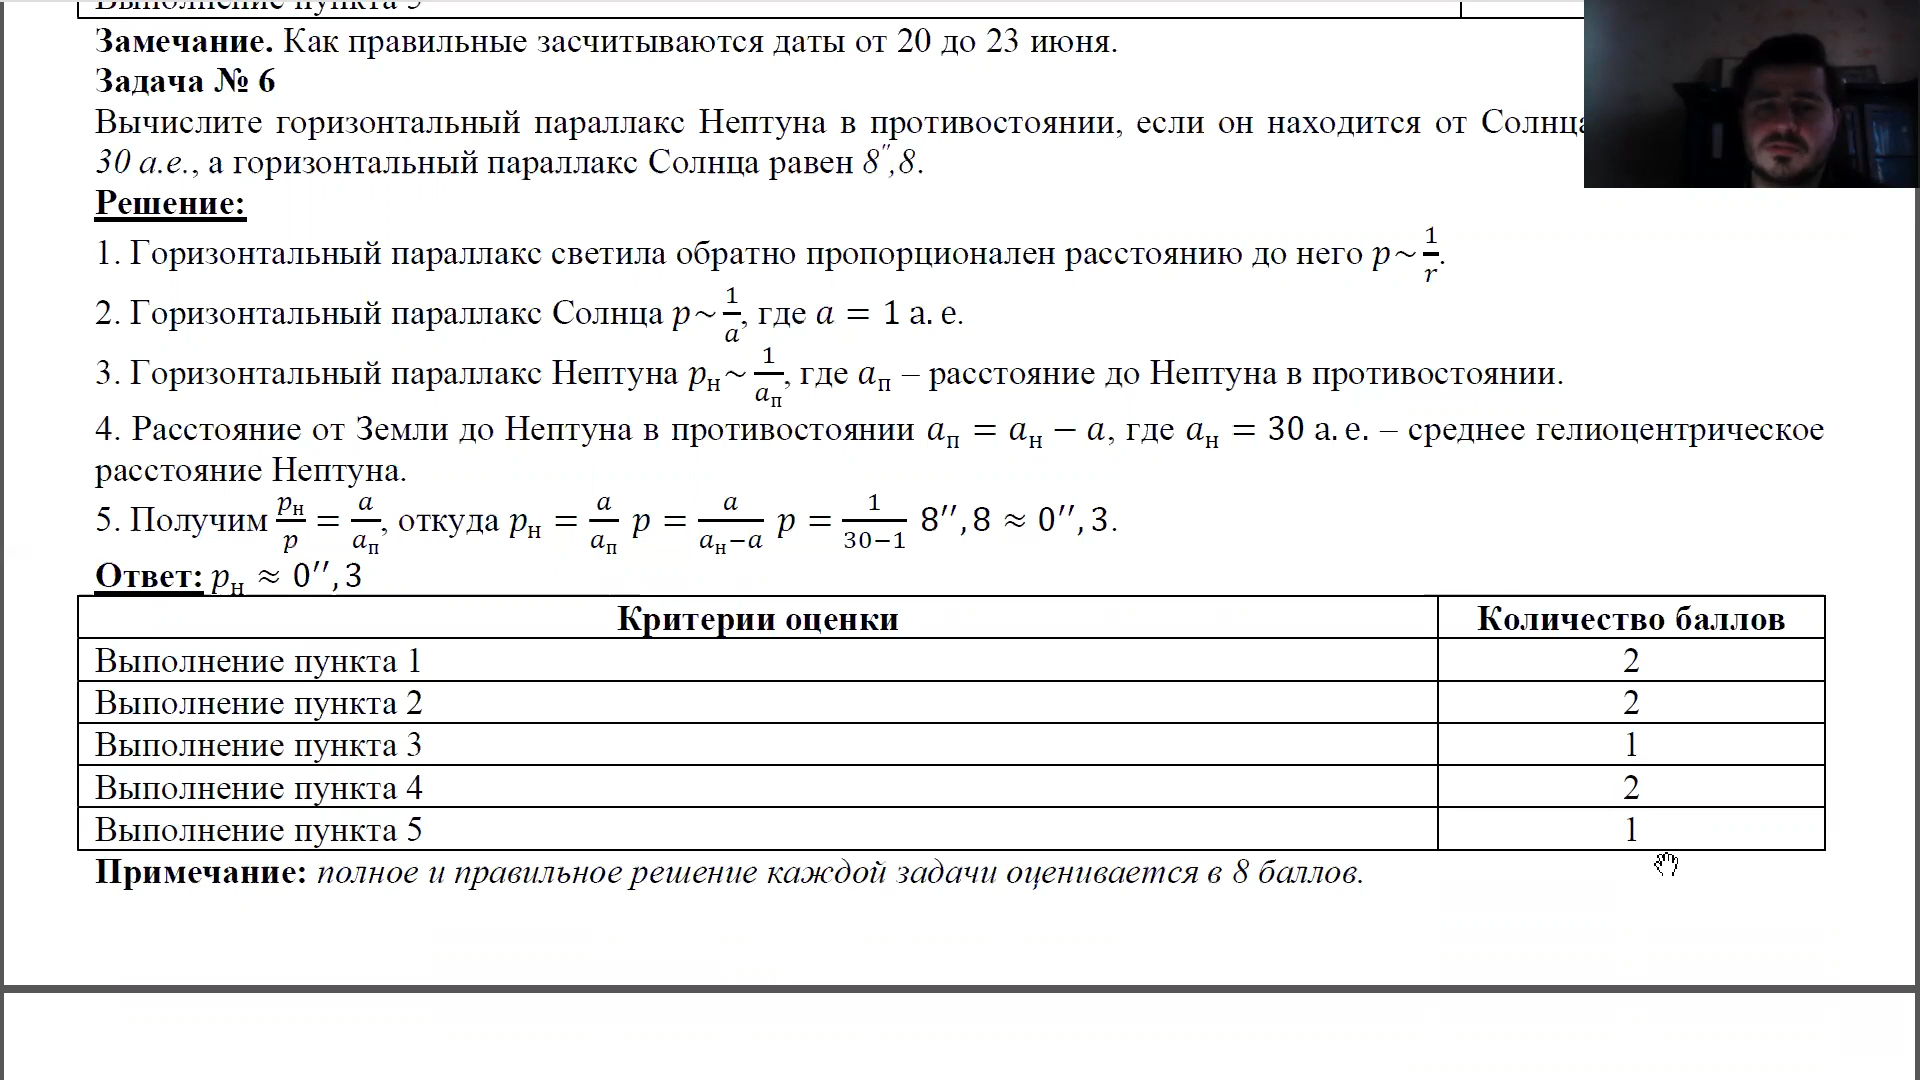 Выполнение пункта 5
Замечание. Как правильные засчитываются даты от 20 до 23 июня.
Задача № 6
Вычислите горизонтальный параллакс Нептуна в противостоянии, если он находится от Солнца
30 а.е., а горизонтальный параллакс Солнца равен 8″,8.
Решение:
1. Горизонтальный параллакс светила обратно пропорционален расстоянию до него p~1/r.
2. Горизонтальный параллакс Солнца p~1/a, где a = 1 а.е.
3. Горизонтальный параллакс Нептуна pн~1/aп, где aп – расстояние до Нептуна в противостоянии.
4. Расстояние от Земли до Нептуна в противостоянии aп = aн − a, где aн = 30 а.е. – среднее гелиоцентрическое
расстояние Нептуна.
5. Получим pн/p = a/aп, откуда pн = a/aп p = a/(aн−a) p = 1/(30−1) 8′′,8 ≈ 0′′,3.
Ответ: pн ≈ 0′′,3
Критерии оценки Количество баллов
Выполнение пункта 1 2
Выполнение пункта 2 2
Выполнение пункта 3 1
Выполнение пункта 4 2
Выполнение пункта 5 1
Примечание: полное и правильное решение каждой задачи оценивается в 8 баллов.